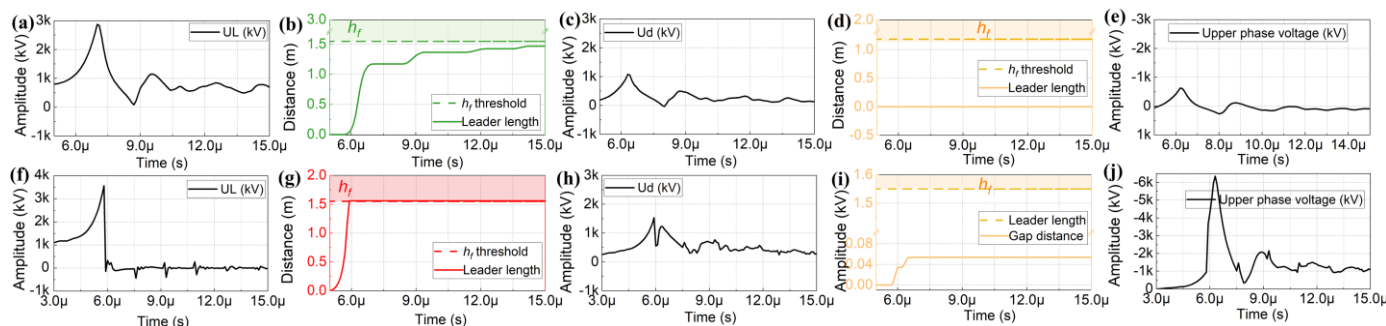 (a)
Amplitude (kV)
3k
2k
1k
0
-1k
UL (kV)
6.0μ 9.0μ 12.0μ 15.0μ
Time (s)
(b)
Distance (m)
3.0
1.5
1.0
0.5
0.0
hf
hf threshold
Leader length
6.0μ 9.0μ 12.0μ 15.0μ
Time (s)
(c)
Amplitude (kV)
3k
2k
1k
0
-1k
Ud (kV)
6.0μ 9.0μ 12.0μ 15.0μ
Time (s)
(d)
Distance (m)
2.0
1.5
1.0
0.5
0.0
-0.5
hf
hf threshold
Leader length
6.0μ 9.0μ 12.0μ 15.0μ
Time (s)
(e)
Amplitude (kV)
-3k
-2k
-1k
0
1k
Upper phase voltage (kV)
6.0μ 8.0μ 10.0μ 12.0μ 14.0μ
Time (s)
(f)
Amplitude (kV)
4k
3k
2k
1k
0
-1k
UL (kV)
3.0μ 6.0μ 9.0μ 12.0μ 15.0μ
Time (s)
(g)
Distance (m)
2.0
1.5
1.0
0.5
0.0
hf
hf threshold
Leader length
6.0μ 9.0μ 12.0μ 15.0μ
Time (s)
(h)
Amplitude (kV)
3k
2k
1k
0
-1k
Ud (kV)
3.0μ 6.0μ 9.0μ 12.0μ 15.0μ
Time (s)
(i)
Amplitude (kV)
1.6
1.4
0.08
0.04
0.00
hf
Leader length
Gap distance
6.0μ 9.0μ 12.0μ 15.0μ
Time (s)
(j)
Amplitude (kV)
-6k
-5k
-4k
-3k
-2k
-1k
0
Upper phase voltage (kV)
3.0μ 6.0μ 9.0μ 12.0μ 15.0μ
Time (s)